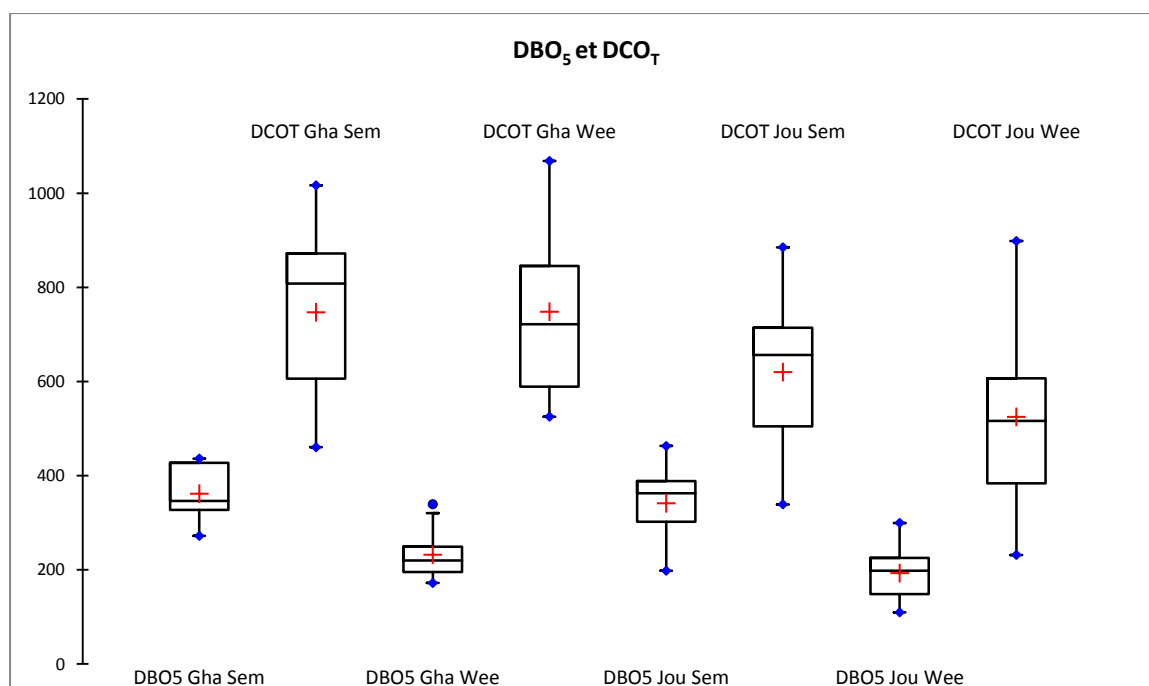 DBO5 et DCOT
1200
DCOT Gha Sem DCOT Gha Wee DCOT Jou Sem DCOT Jou Wee
1000
800
600
400
200
0
DBO5 Gha Sem DBO5 Gha Wee DBO5 Jou Sem DBO5 Jou Wee